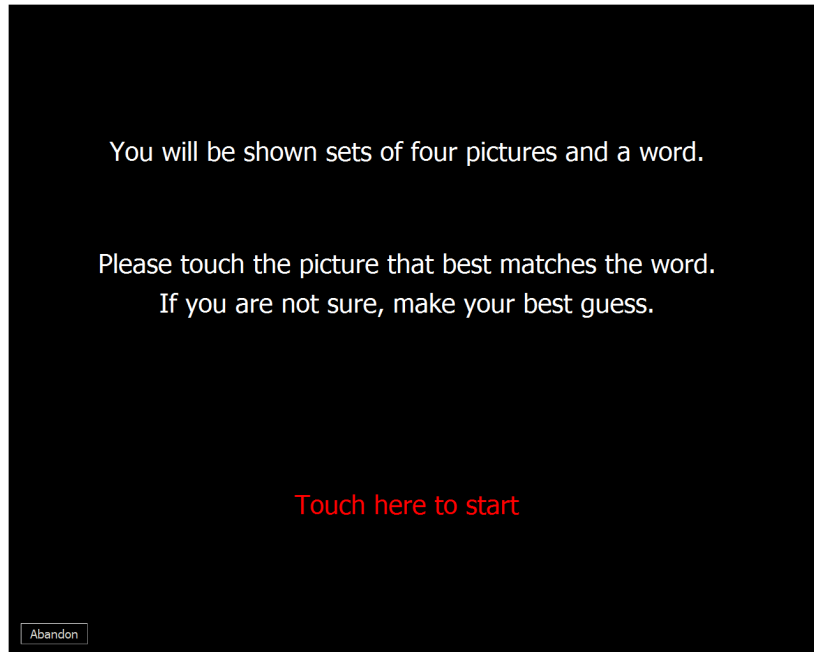 You will be shown sets of four pictures and a word.
Please touch the picture that best matches the word.
If you are not sure, make your best guess.
Touch here to start
Abandon